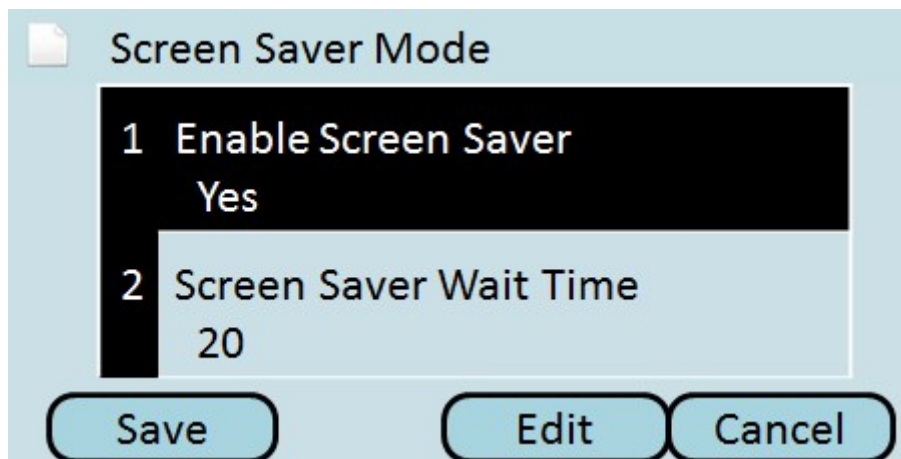 Screen Saver Mode
1 Enable Screen Saver
Yes
2 Screen Saver Wait Time
20
Save Edit Cancel